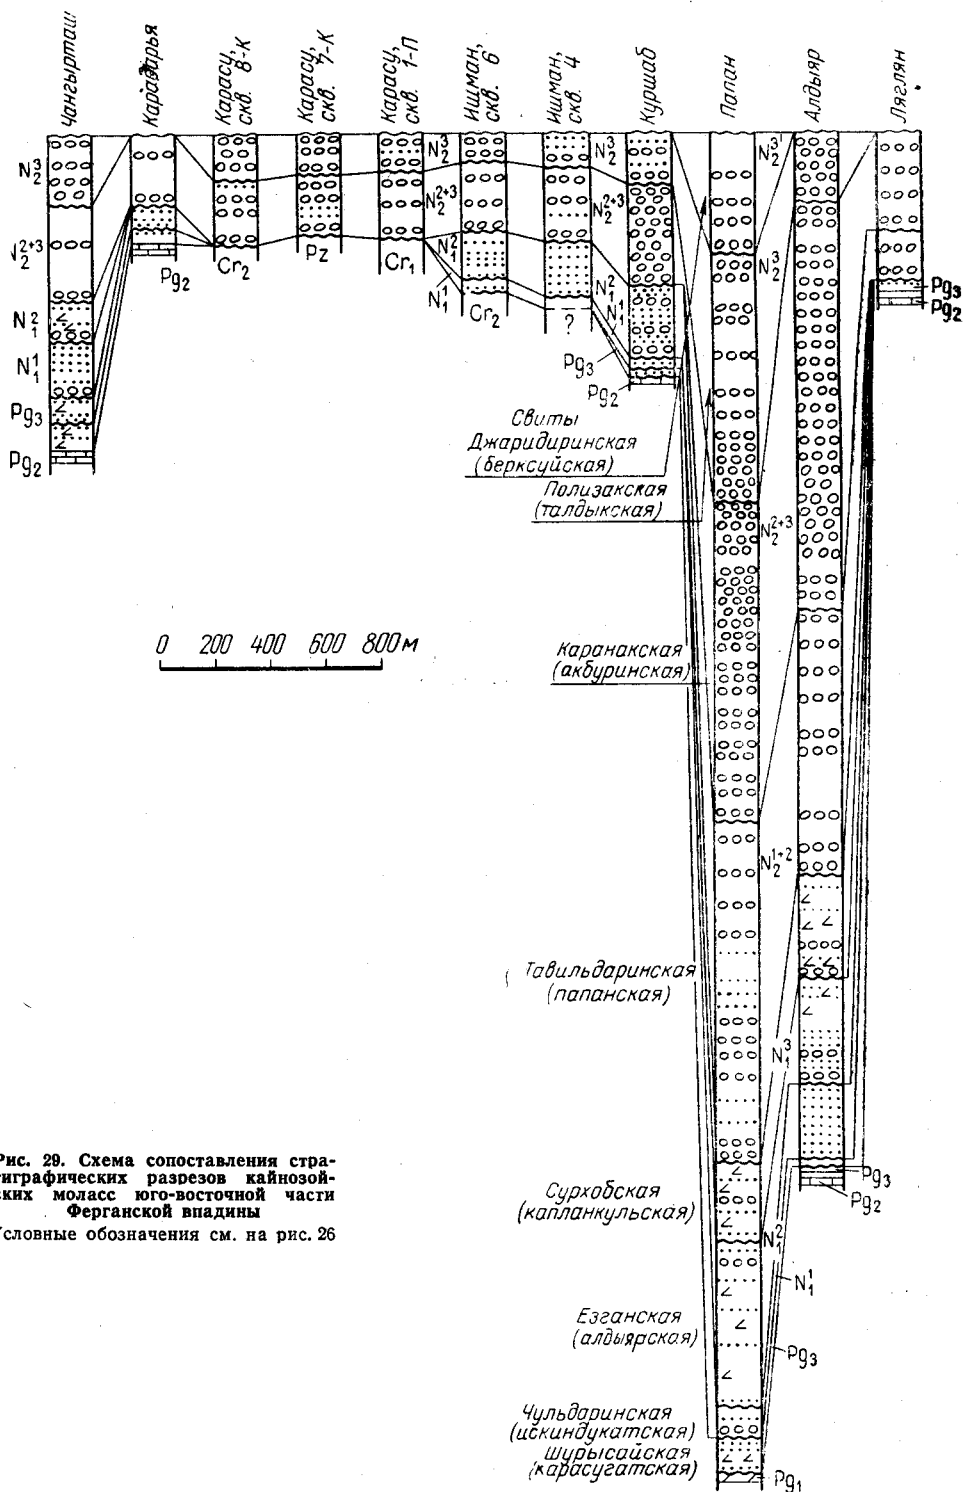 Чангырташ
Карадарья
Карасу,
скв. 8-К
Карасу,
скв. 7-К
Карасу,
скв. 1-П
Ишман,
скв. 6
Ишман,
скв. 4
Куршаб
Папан
Алдыяр
Ляглян
N₂³
N₂²⁺³
N₁²
N₁¹
Pg₃
Pg₂
Pg₂
Cr₂
Pz
Cr₁
N₂³
N₂²⁺³
N₁²
N₁¹
Cr₂
?
N₂³
N₂²⁺³
N₁²
N₁¹
Pg₃
Pg₂
N₂³'
N₂³
N₂²⁺³
N₂¹⁺²
N₁³
N₁²
N₁¹
Pg₃
Pg₁
Pg₃
Pg₂
Pg₃
Pg₂
Свиты
Джаридиринская
(берксуйская)
Полизакская
(талдыкская)
Каранакская
(акбуринская)
Тавильдаринская
(папанская)
Сурхобская
(капланкульская)
Езганская
(алдыярская)
Чульдаринская
(искиндукатская)
Шурысайская
(карасугатская)
0 200 400 600 800 м
Рис. 29. Схема сопоставления стра-
тиграфических разрезов кайнозой-
ских моласс юго-восточной части
Ферганской впадины
Условные обозначения см. на рис. 26